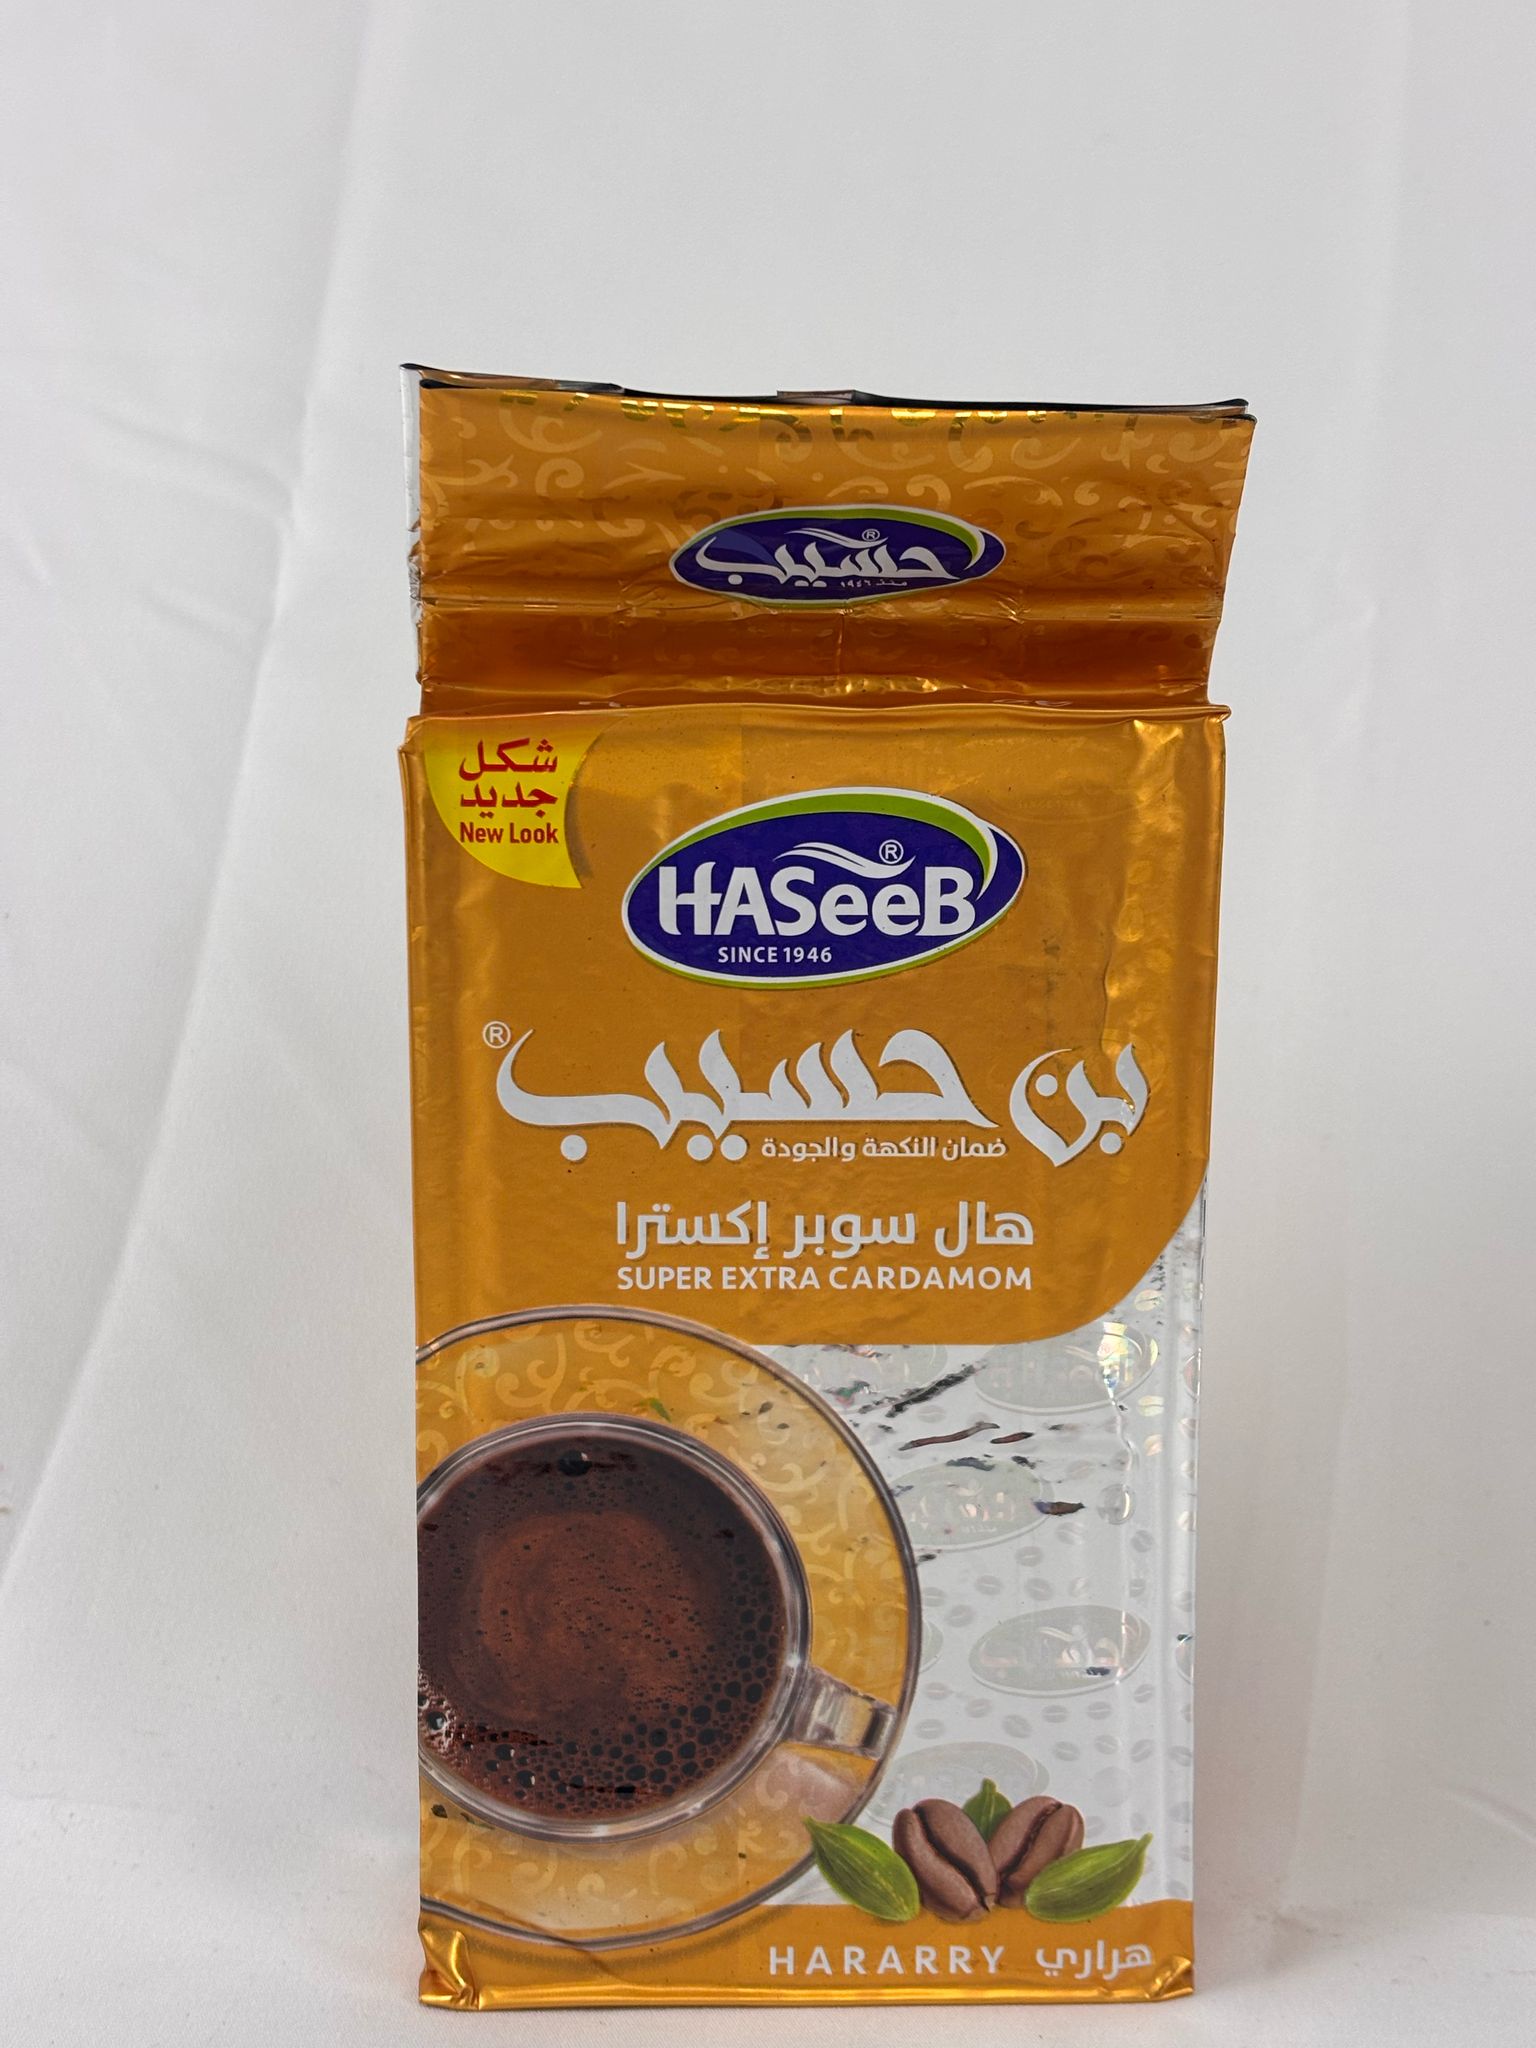 حسيب®
منذ ١٩٤٦
شكل
جديد
New Look
HASeeB®
SINCE 1946
بن حسيب®
ضمان النكهة والجودة
هال سوبر إكسترا
SUPER EXTRA CARDAMOM
HARARRY هراري